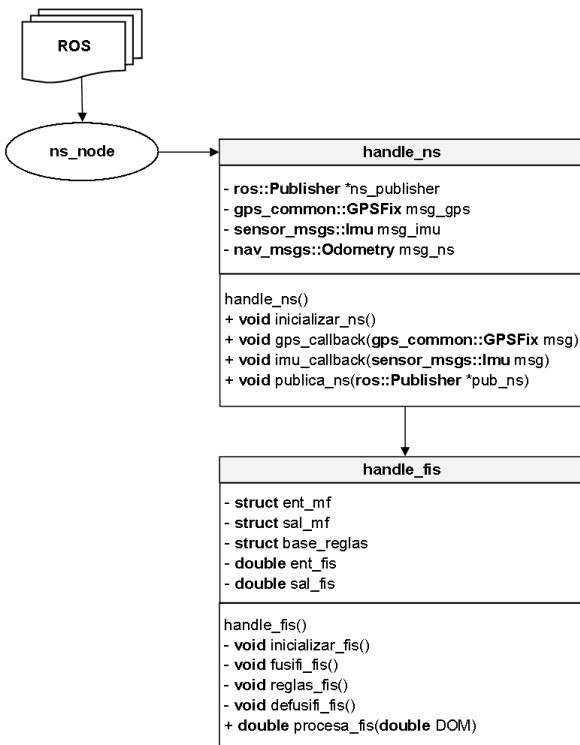 ROS
ns_node
handle_ns
- ros::Publisher *ns_publisher
- gps_common::GPSFix msg_gps
- sensor_msgs::Imu msg_imu
- nav_msgs::Odometry msg_ns
handle_ns()
+ void inicializar_ns()
+ void gps_callback(gps_common::GPSFix msg)
+ void imu_callback(sensor_msgs::Imu msg)
+ void publica_ns(ros::Publisher *pub_ns)
handle_fis
- struct ent_mf
- struct sal_mf
- struct base_reglas
- double ent_fis
- double sal_fis
handle_fis()
- void inicializar_fis()
- void fusifi_fis()
- void reglas_fis()
- void defusifi_fis()
+ double procesa_fis(double DOM)